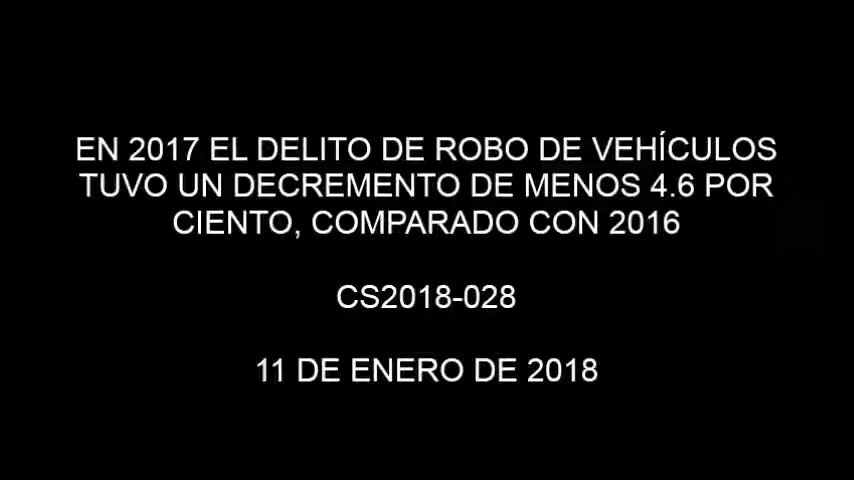 EN 2017 EL DELITO DE ROBO DE VEHÍCULOS
TUVO UN DECREMENTO DE MENOS 4.6 POR
CIENTO, COMPARADO CON 2016
CS2018-028
11 DE ENERO DE 2018